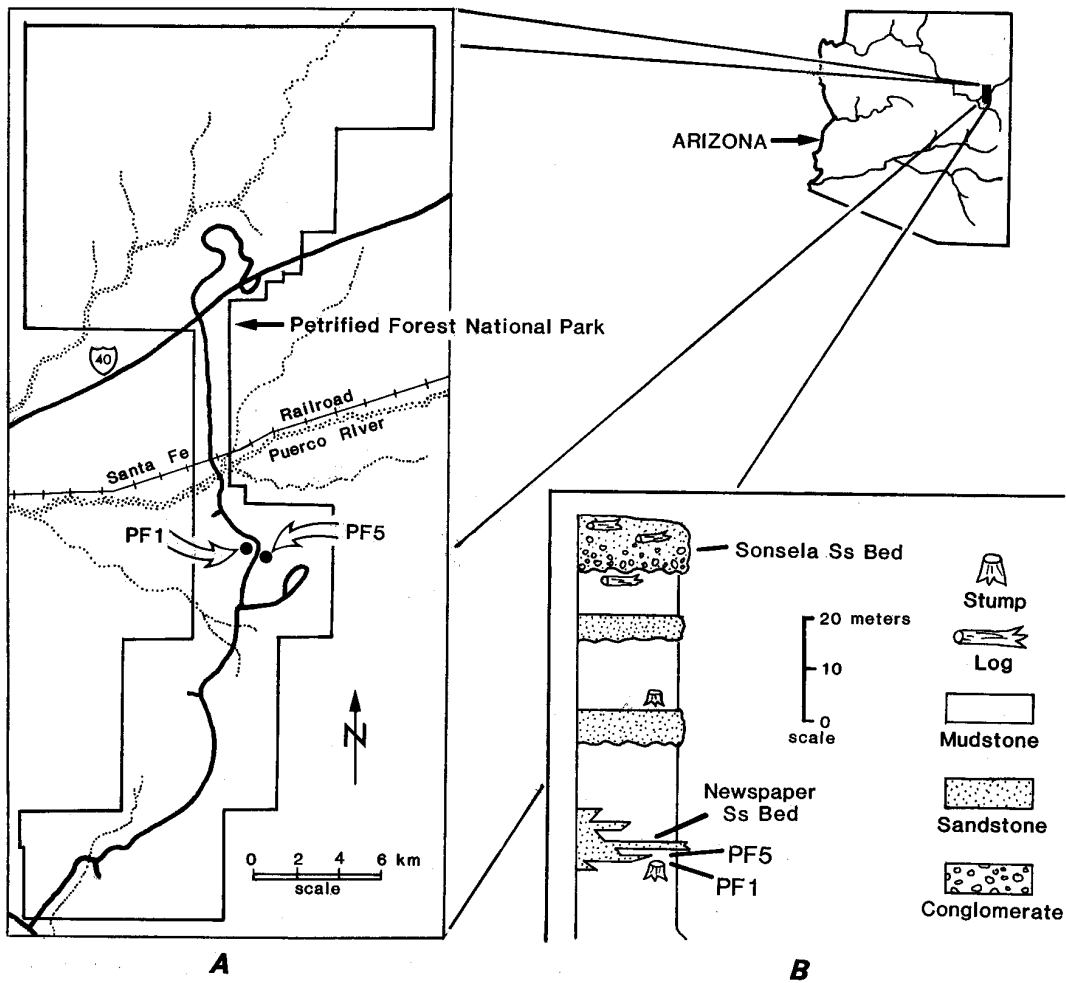 ARIZONA
Petrified Forest National Park
40
Railroad
Santa Fe
Puerco River
PF1
PF5
N
0 2 4 6 km
scale
A
Sonsela Ss Bed
20 meters
10
0
scale
Newspaper
Ss Bed
PF5
PF1
Stump
Log
Mudstone
Sandstone
Conglomerate
B